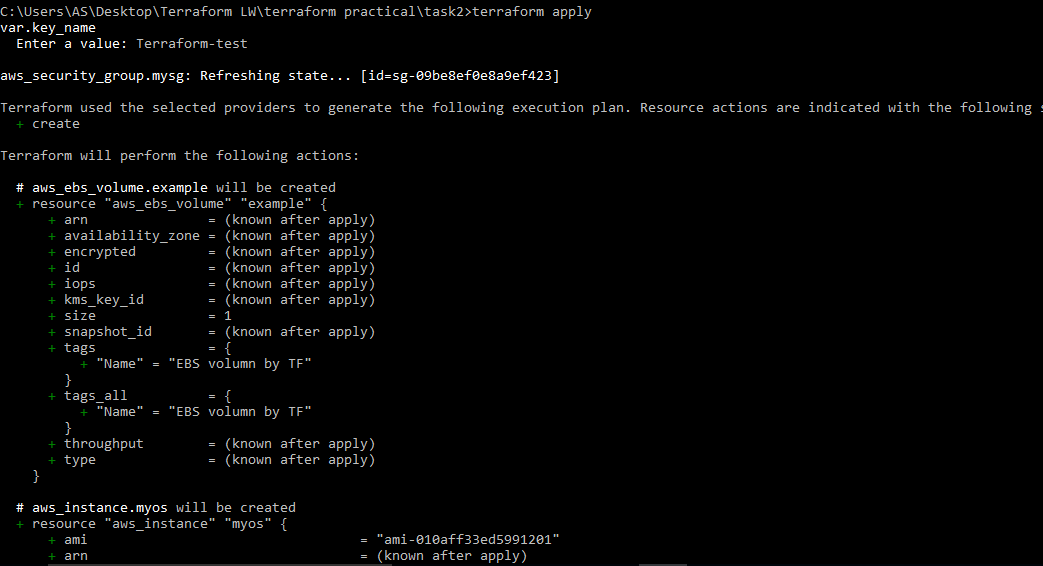 C:\Users\AS\Desktop\Terraform LW\terraform practical\task2>terraform apply
var.key_name
  Enter a value: Terraform-test

aws_security_group.mysg: Refreshing state... [id=sg-09be8ef0e8a9ef423]

Terraform used the selected providers to generate the following execution plan. Resource actions are indicated with the following s
  + create

Terraform will perform the following actions:

  # aws_ebs_volume.example will be created
  + resource "aws_ebs_volume" "example" {
      + arn               = (known after apply)
      + availability_zone = (known after apply)
      + encrypted         = (known after apply)
      + id                = (known after apply)
      + iops              = (known after apply)
      + kms_key_id        = (known after apply)
      + size              = 1
      + snapshot_id       = (known after apply)
      + tags              = {
          + "Name" = "EBS volumn by TF"
        }
      + tags_all          = {
          + "Name" = "EBS volumn by TF"
        }
      + throughput        = (known after apply)
      + type              = (known after apply)
    }

  # aws_instance.myos will be created
  + resource "aws_instance" "myos" {
      + ami                                  = "ami-010aff33ed5991201"
      + arn                                  = (known after apply)